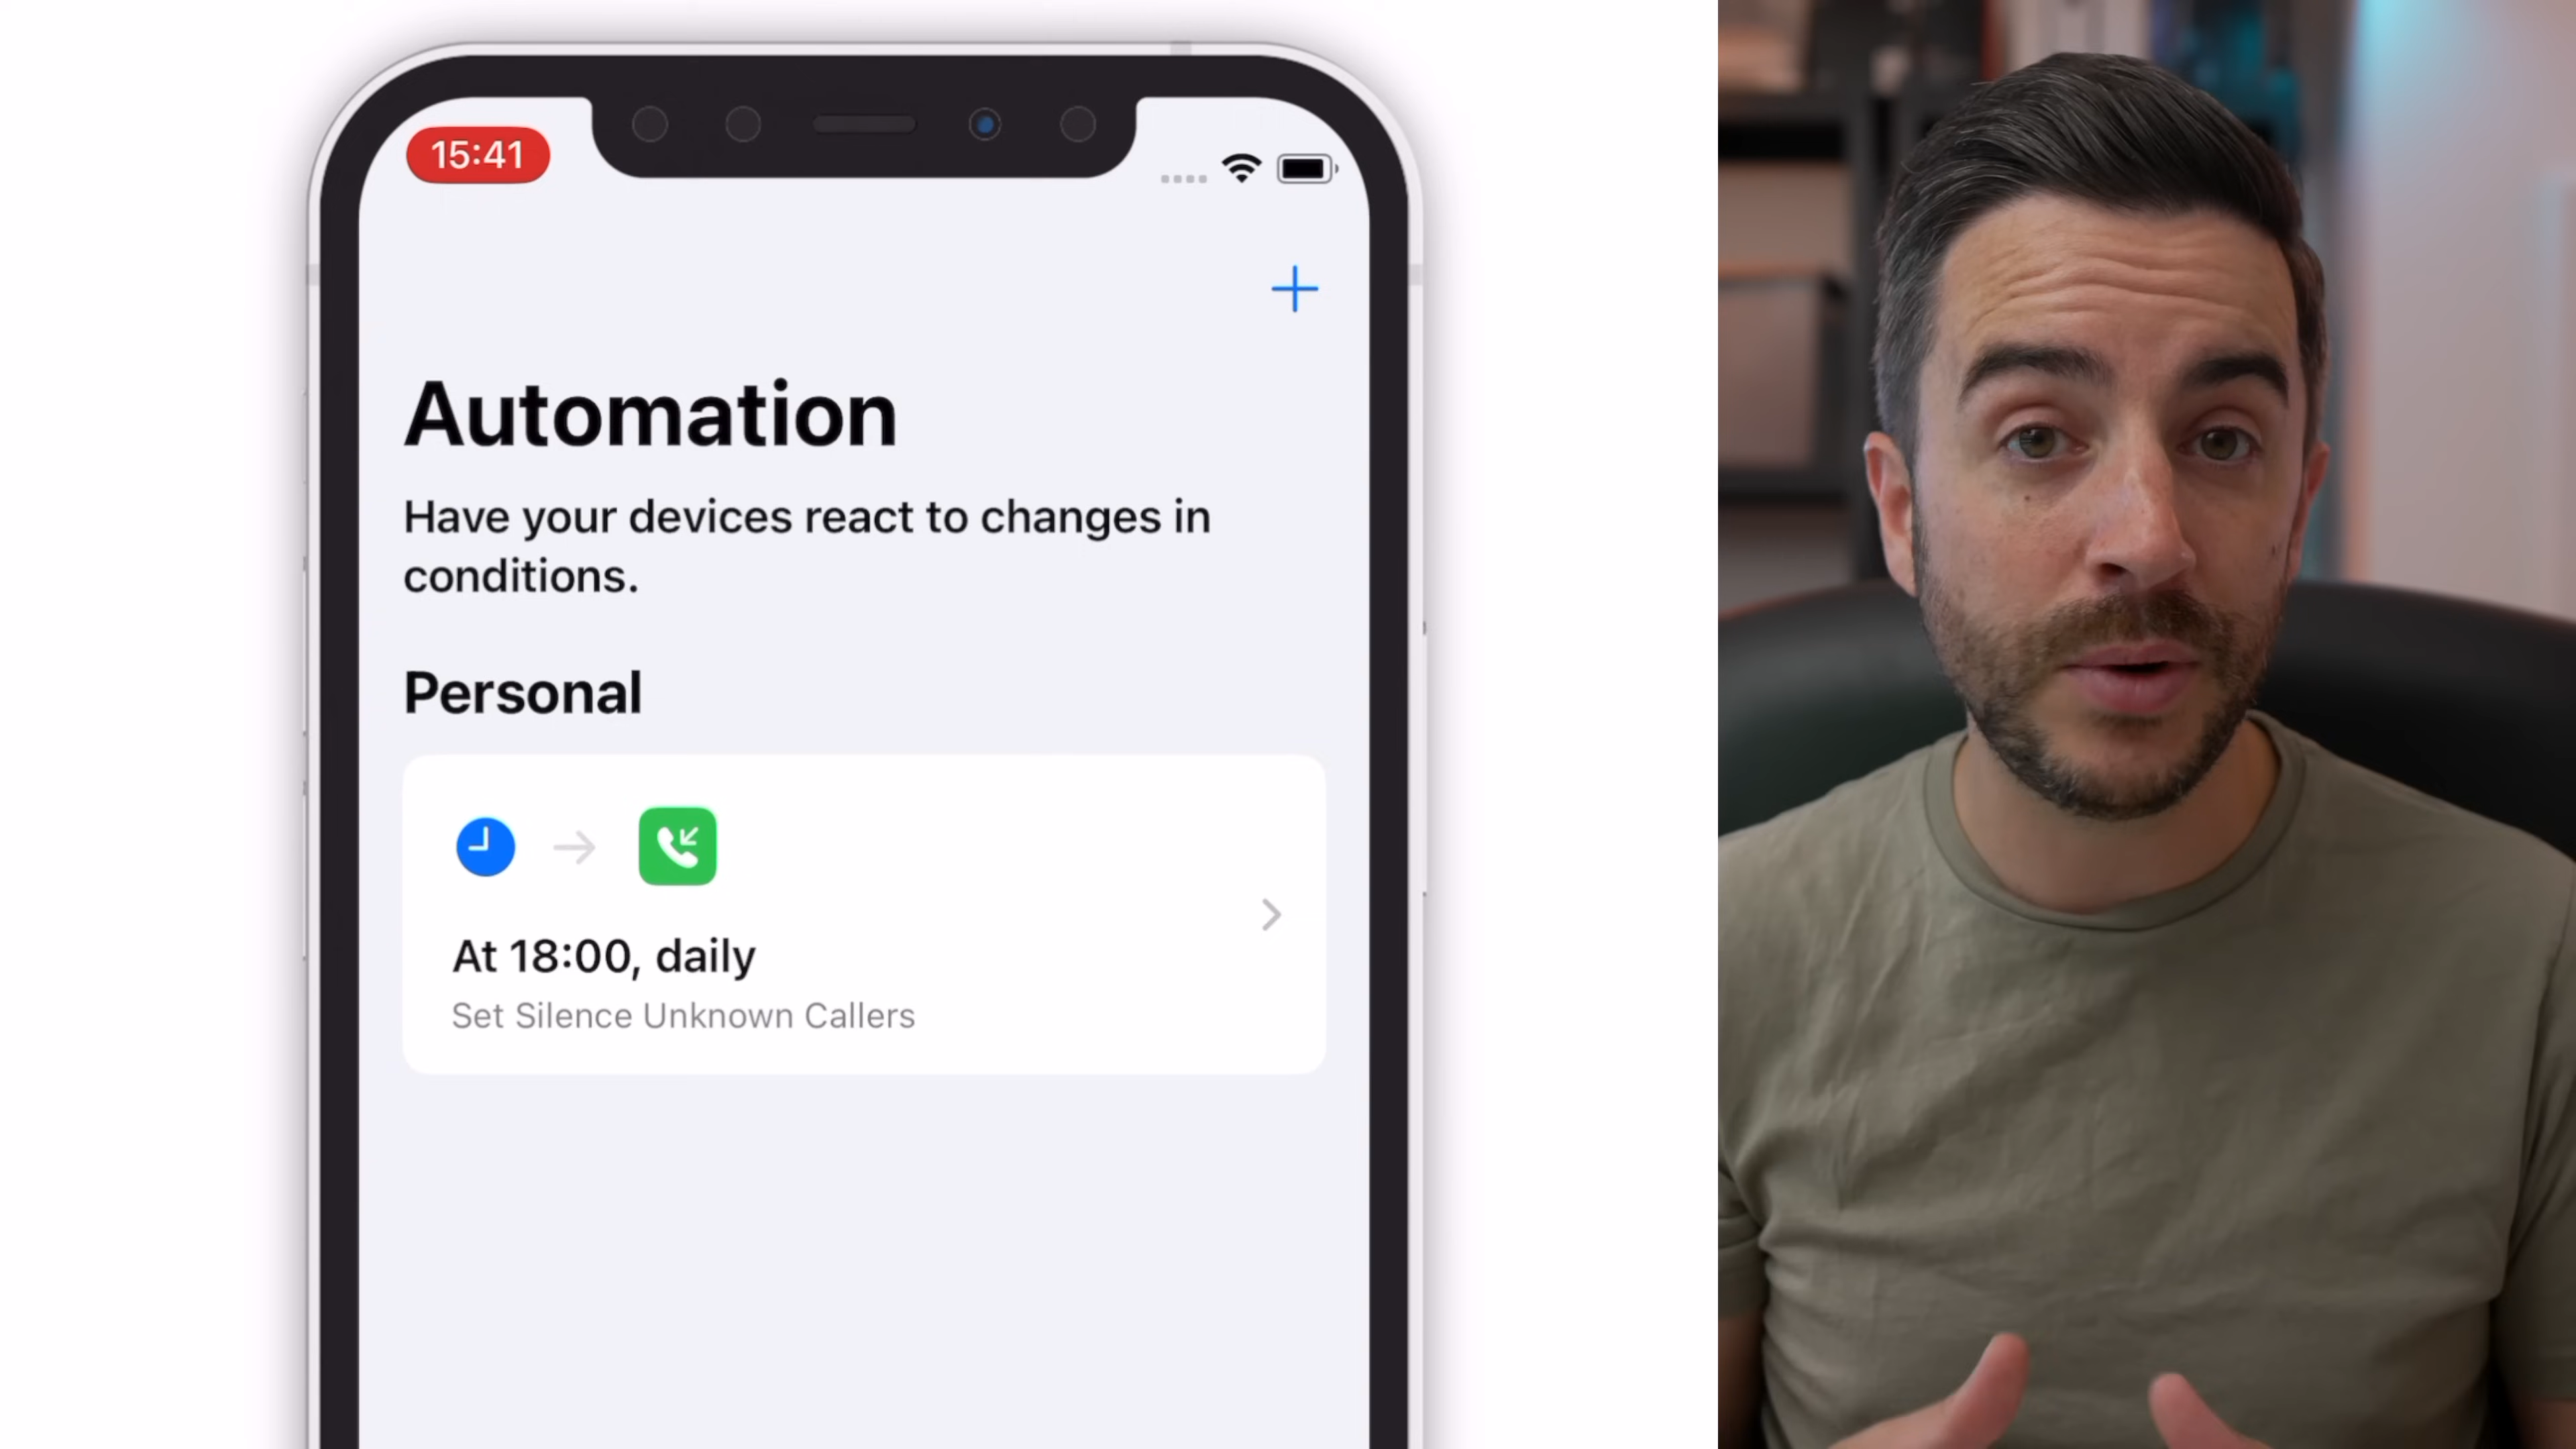 15:41
Automation
Have your devices react to changes in
conditions.
Personal
At 18:00, daily
Set Silence Unknown Callers